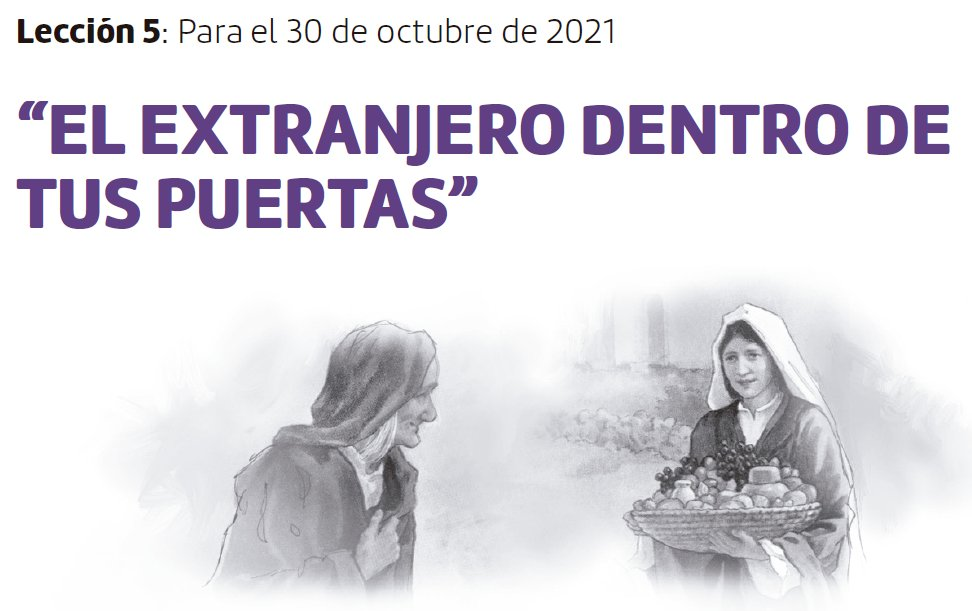 Lección 5: Para el 30 de octubre de 2021
“EL EXTRANJERO DENTRO DE
TUS PUERTAS”